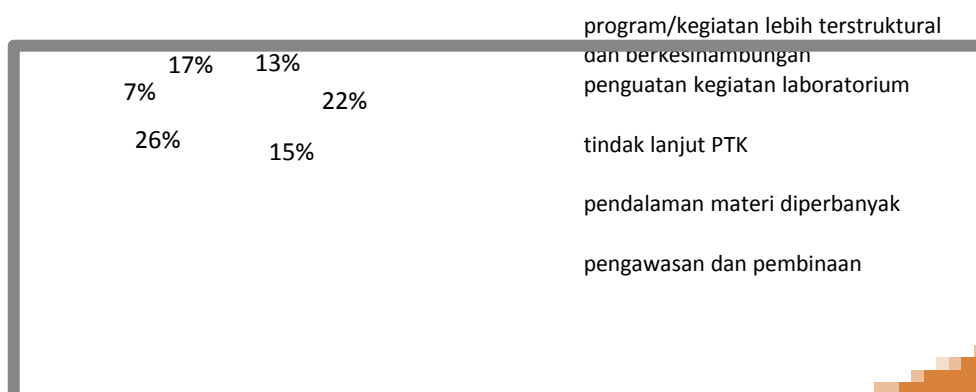 program/kegiatan lebih terstruktural
dan berkesinambungan
17% 13%
7%
22%
penguatan kegiatan laboratorium
26%
15%
tindak lanjut PTK
pendalaman materi diperbanyak
pengawasan dan pembinaan